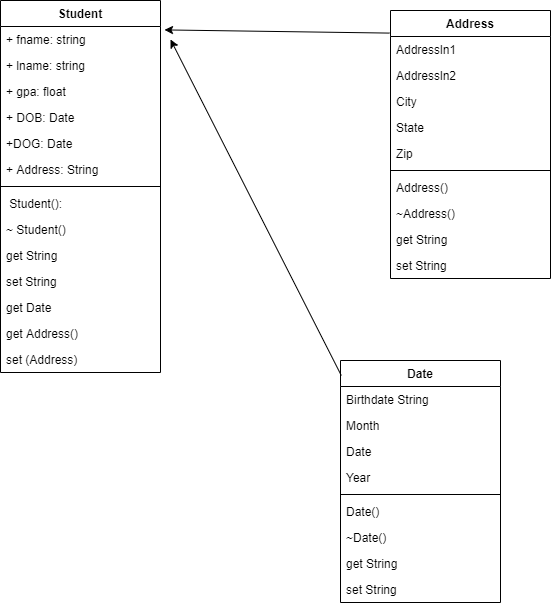 Student
+ fname: string
+ lname: string
+ gpa: float
+ DOB: Date
+DOG: Date
+ Address: String
Student():
~ Student()
get String
set String
get Date
get Address()
set (Address)
Address
Addressln1
Addressln2
City
State
Zip
Address()
~Address()
get String
set String
Date
Birthdate String
Month
Date
Year
Date()
~Date()
get String
set String